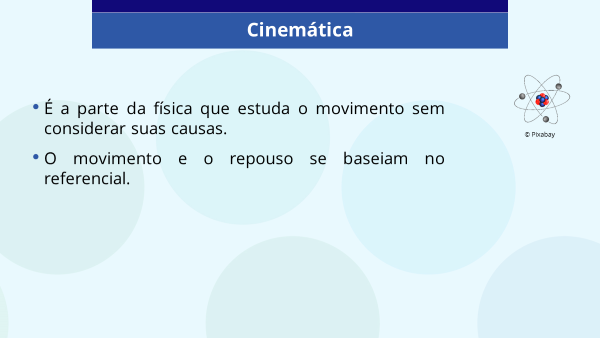 Cinemática
• É a parte da física que estuda o movimento sem
considerar suas causas.
• O movimento e o repouso se baseiam no
referencial.
© Pixabay